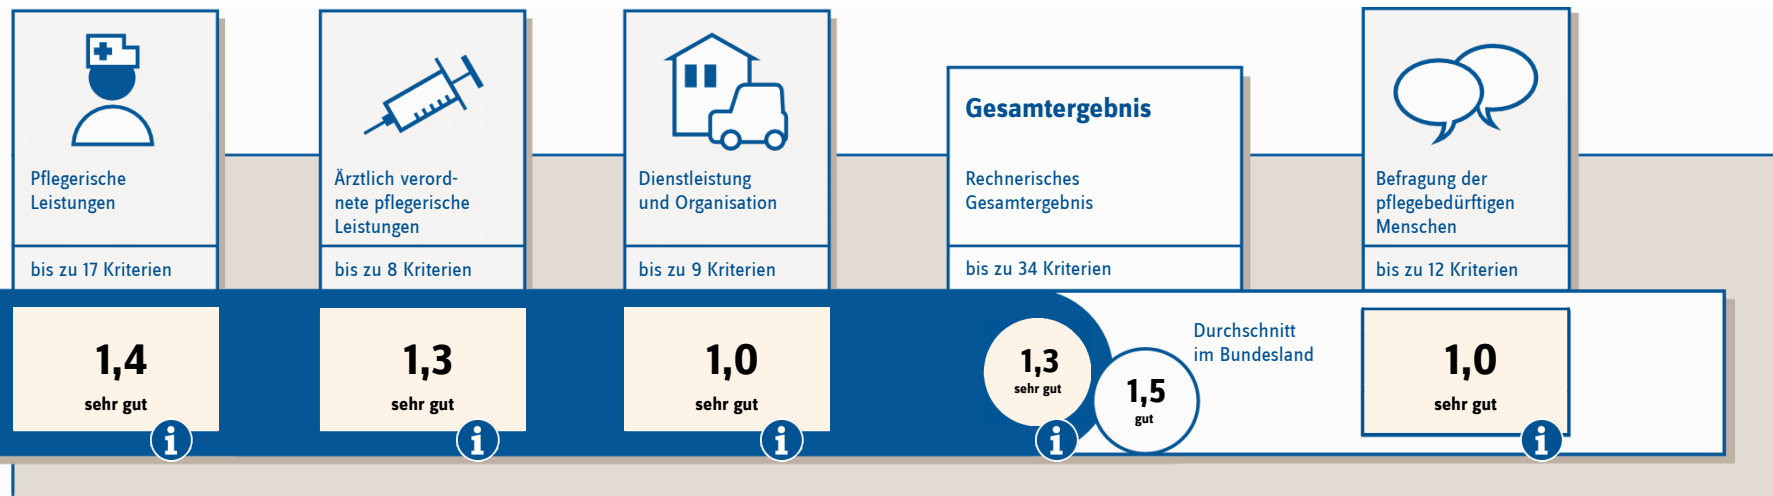 Pflegerische
Leistungen
bis zu 17 Kriterien
1,4
sehr gut
i
Ärztlich verord-
nete pflegerische
Leistungen
bis zu 8 Kriterien
1,3
sehr gut
i
Dienstleistung
und Organisation
bis zu 9 Kriterien
1,0
sehr gut
i
Gesamtergebnis
Rechnerisches
Gesamtergebnis
bis zu 34 Kriterien
1,3
sehr gut
i
1,5
gut
Durchschnitt
im Bundesland
Befragung der
pflegebedürftigen
Menschen
bis zu 12 Kriterien
1,0
sehr gut
i